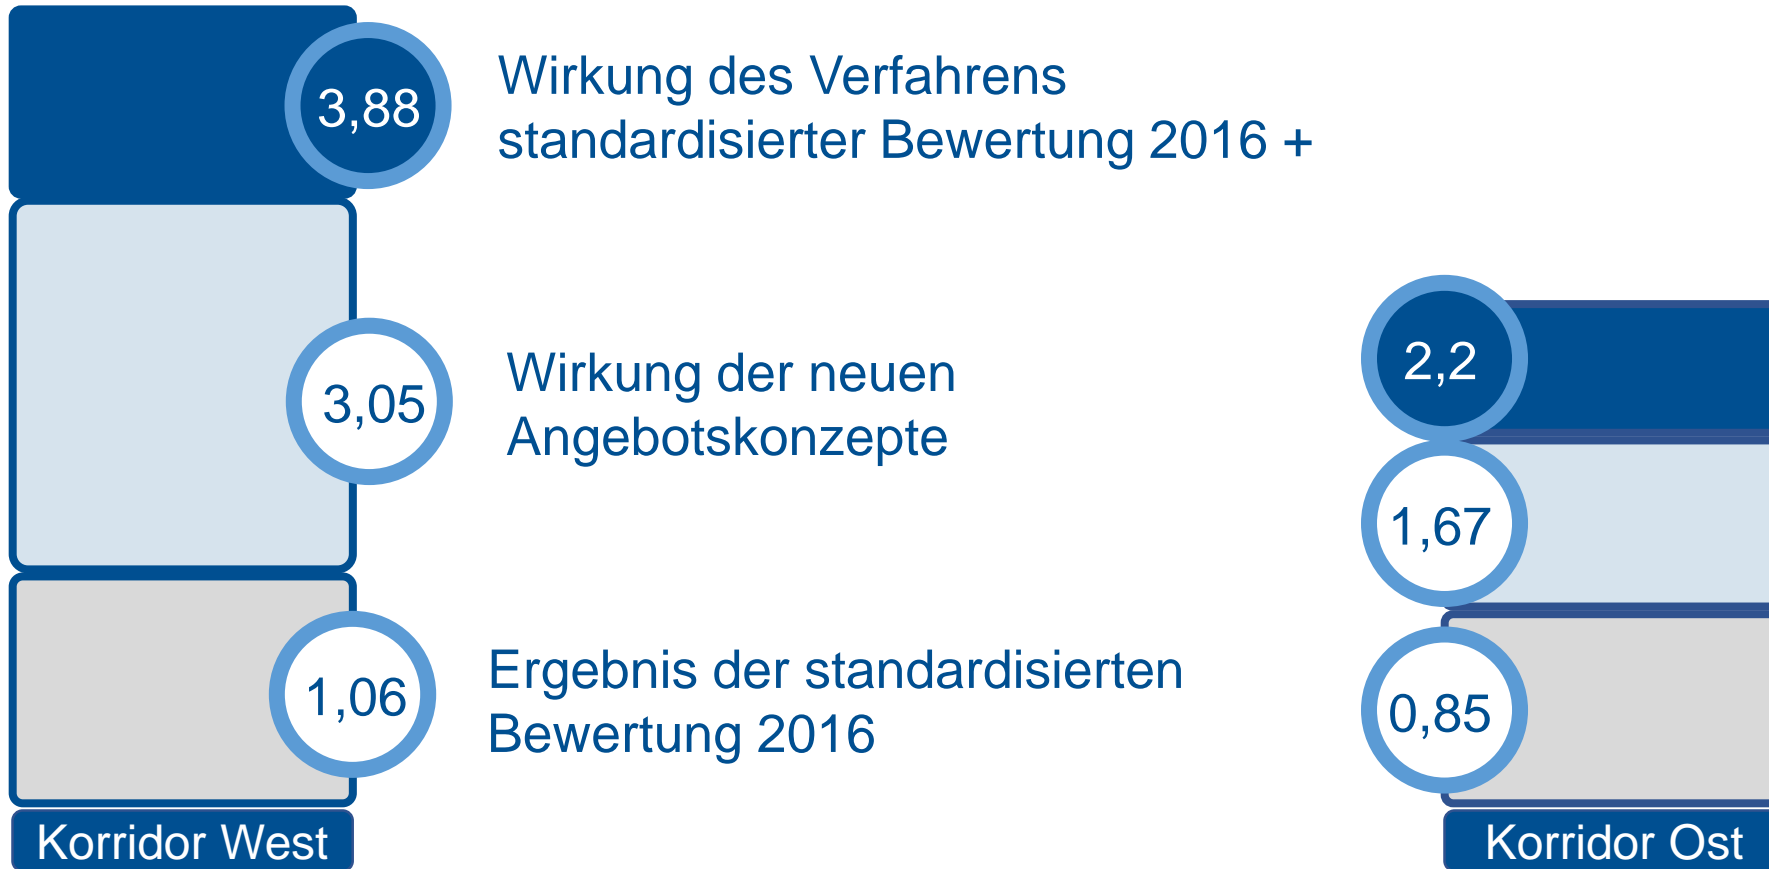 3,88
Wirkung des Verfahrens
standardisierter Bewertung 2016 +
3,05
Wirkung der neuen
Angebotskonzepte
1,06
Ergebnis der standardisierten
Bewertung 2016
Korridor West
2,2
1,67
0,85
Korridor Ost